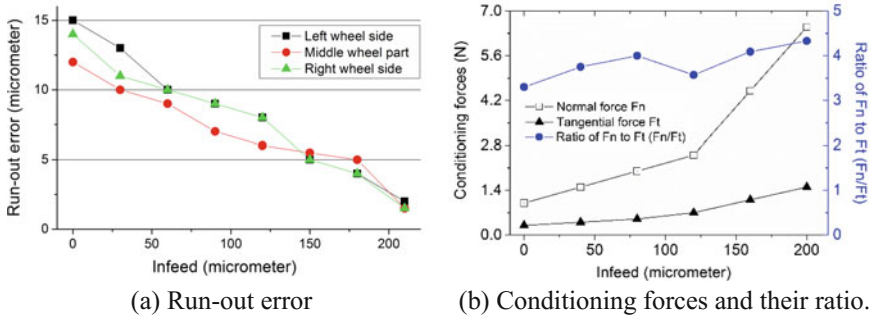 15
10
5
0
Run-out error (micrometer)
Left wheel side
Middle wheel part
Right wheel side
0
50
100
150
200
Infeed (micrometer)
(a) Run-out error
7.0
5.6
4.2
2.8
1.4
0.0
Conditioning forces (N)
Normal force Fn
Tangential force Ft
Ratio of Fn to Ft (Fn/Ft)
5
4
3
2
1
0
Ratio of Fn to Ft (Fn/Ft)
0
50
100
150
200
Infeed (micrometer)
(b) Conditioning forces and their ratio.